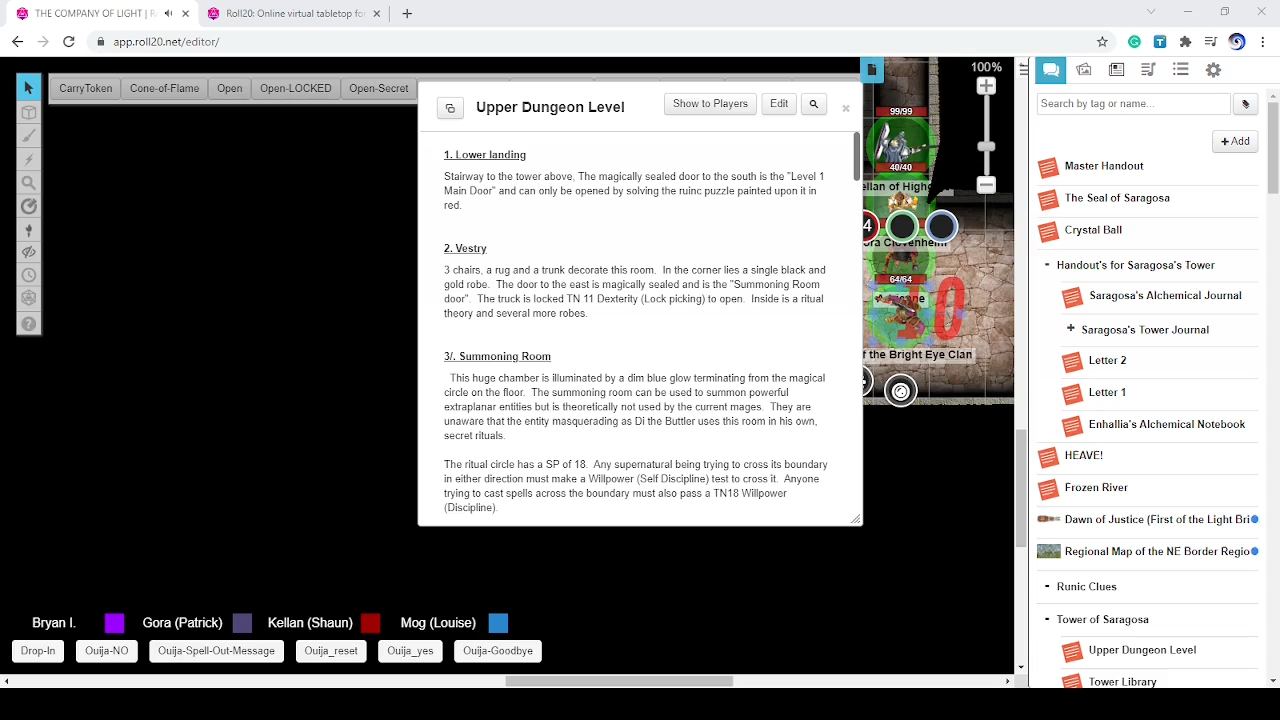 THE COMPANY OF LIGHT | R
Roll20: Online virtual tabletop fo
app.roll20.net/editor/
CarryToken
Cone-of-Flame
Open
Open-LOCKED
Open-Secret
Upper Dungeon Level
Show to Players
Edit
1. Lower landing
Stairway to the tower above, The magically sealed door to the south is the "Level 1
Main Door" and can only be opened by solving the ruinc puzzle painted upon it in
red.
2. Vestry
3 chairs, a rug and a trunk decorate this room.  In the corner lies a single black and
gold robe.  The door to the east is magically sealed and is the "Summoning Room
door".  The truck is locked TN 11 Dexterity (Lock picking) to open.  Inside is a ritual
theory and several more robes.
3/. Summoning Room
This huge chamber is illuminated by a dim blue glow terminating from the magical
circle on the floor.  The summoning room can be used to summon powerful
extraplanar entities but is theoretically not used by the current mages.  They are
unaware that the entity masquerading as Di the Buttler uses this room in his own,
secret rituals.
The ritual circle has a SP of 18.  Any supernatural being trying to cross its boundary
in either direction must make a Willpower (Self Discipline) test to cross it.  Anyone
trying to cast spells across the boundary must also pass a TN18 Willpower
(Discipline).
100%
99/99
40/40
ellan of Highc
4
ora Clovenheim
64/64
10
f the Bright Eye Clan
Search by tag or name...
+ Add
Master Handout
The Seal of Saragosa
Crystal Ball
- Handout's for Saragosa's Tower
Saragosa's Alchemical Journal
+ Saragosa's Tower Journal
Letter 2
Letter 1
Enhallia's Alchemical Notebook
HEAVE!
Frozen River
Dawn of Justice (First of the Light Bri
Regional Map of the NE Border Regio
- Runic Clues
- Tower of Saragosa
Upper Dungeon Level
Tower Library
Bryan I.
Gora (Patrick)
Kellan (Shaun)
Mog (Louise)
Drop-In
Ouija-NO
Ouija-Spell-Out-Message
Ouija_reset
Ouija_yes
Ouija-Goodbye